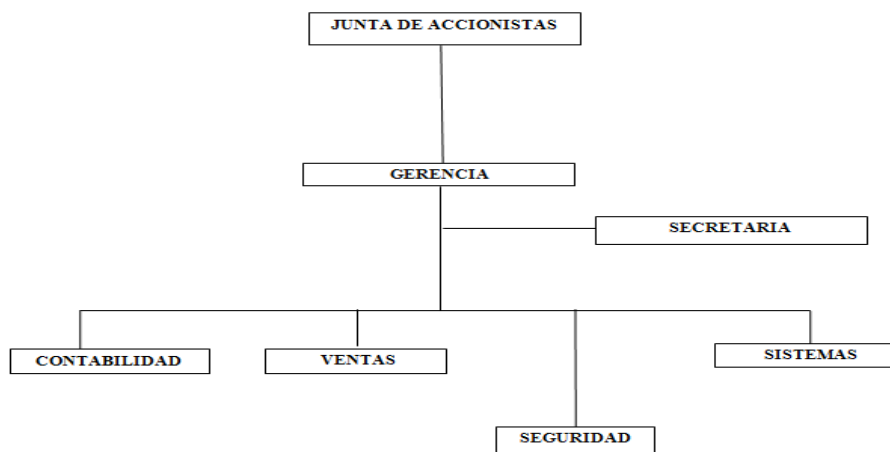 JUNTA DE ACCIONISTAS
GERENCIA
SECRETARIA
CONTABILIDAD
VENTAS
SISTEMAS
SEGURIDAD